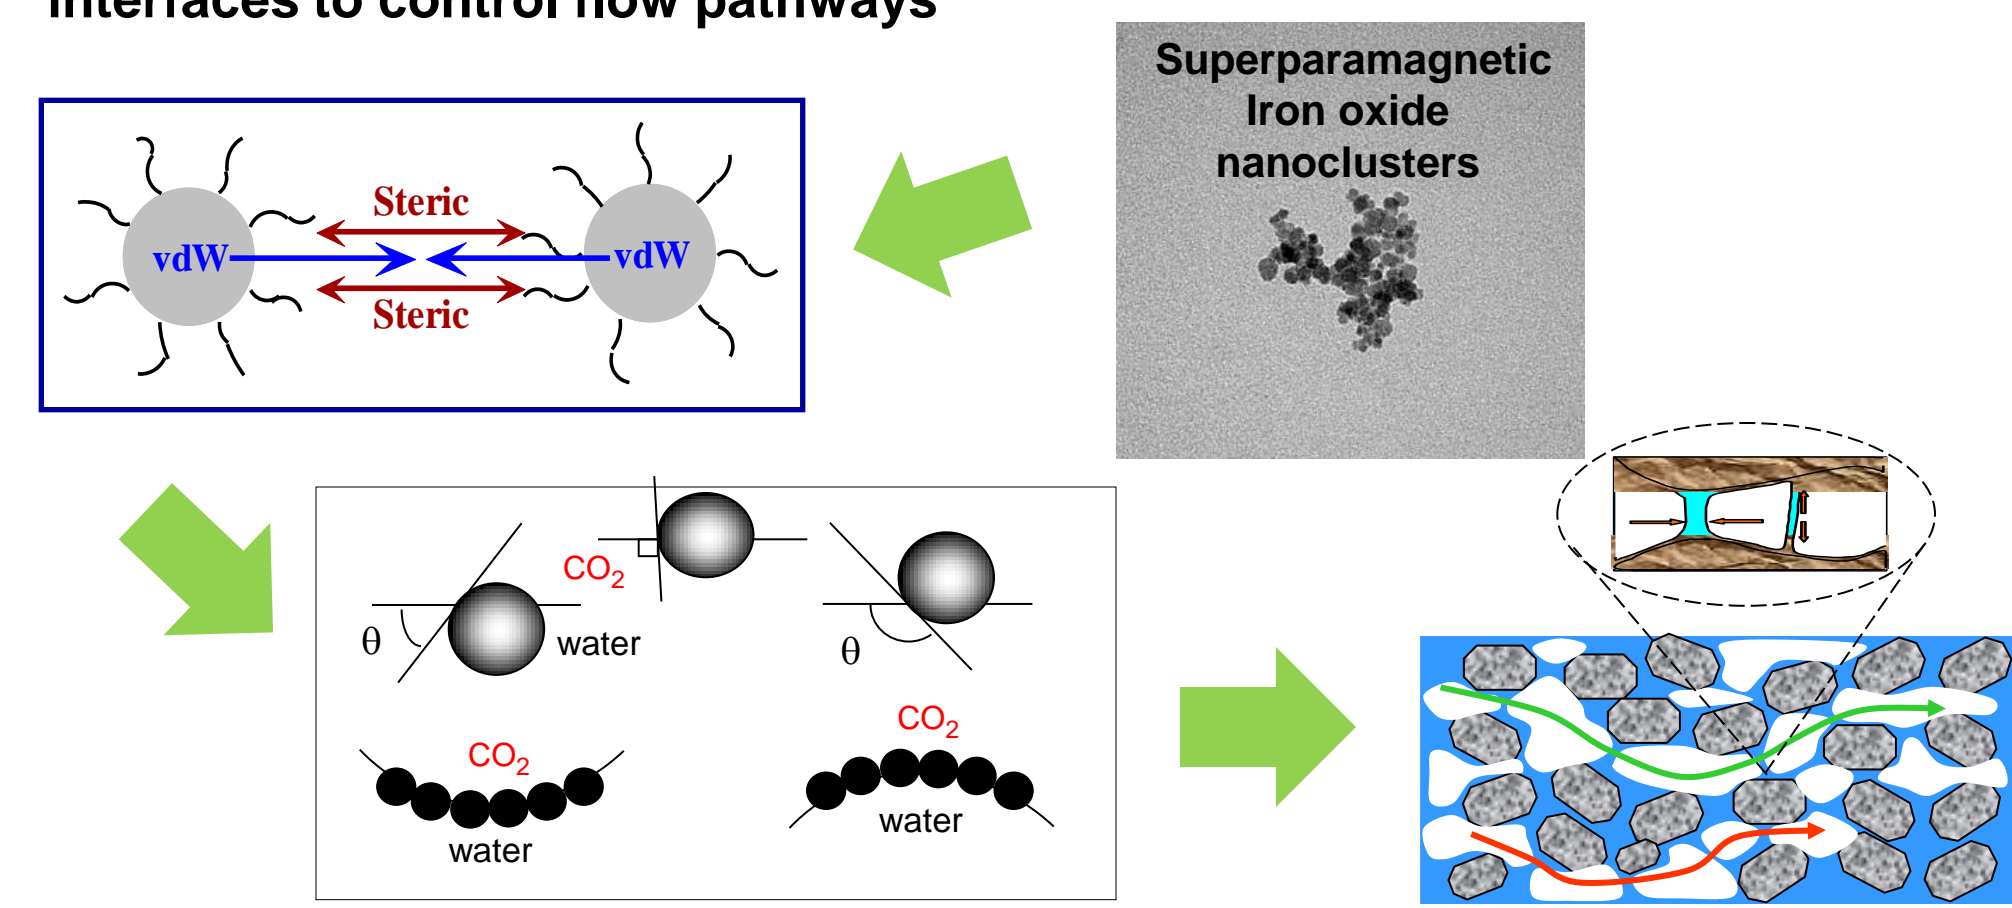 interfaces to control flow pathways
Superparamagnetic
Iron oxide
nanoclusters
Steric
vdW
vdW
Steric
CO2
θ
water
θ
CO2
CO2
water
water